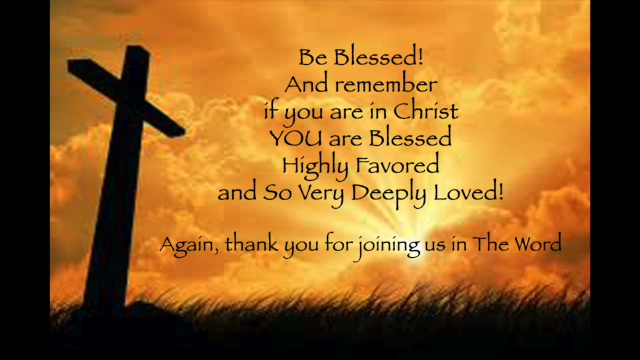 Be Blessed!
And remember
if you are in Christ
YOU are Blessed
Highly Favored
and So Very Deeply Loved!
Again, thank you for joining us in The Word